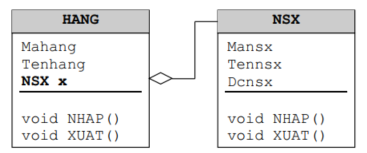 HANG
Mahang
Tenhang
NSX x
void NHAP()
void XUAT()
NSX
Mansx
Tennsx
Dcnsx
void NHAP()
void XUAT()